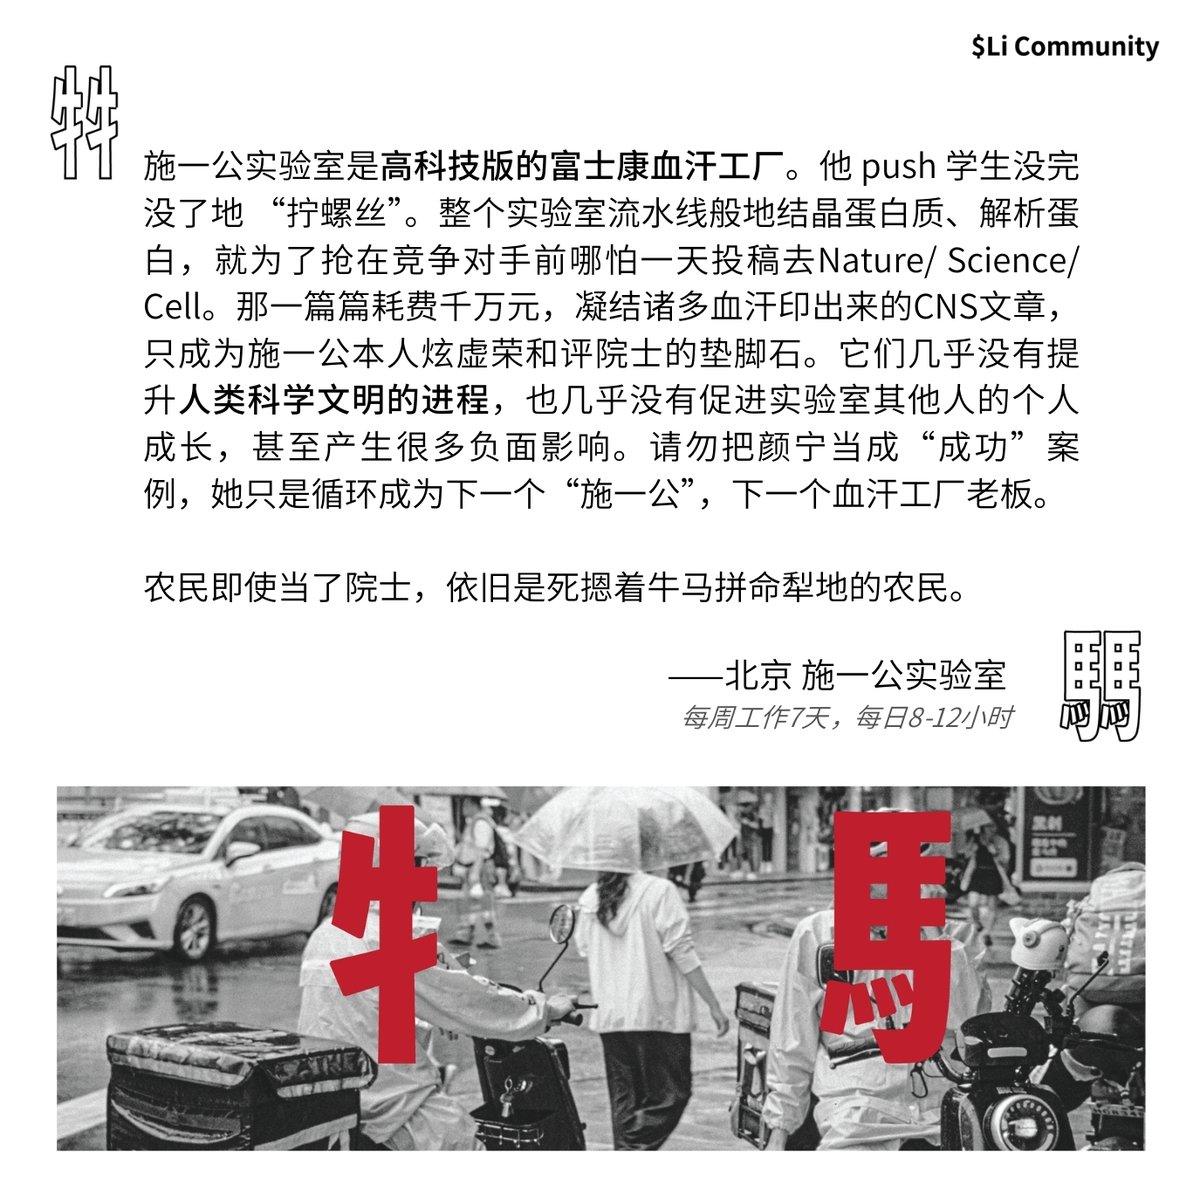 $Li Community
牛牛
施一公实验室是高科技版的富士康血汗工厂。他 push 学生没完
没了地 “拧螺丝”。整个实验室流水线般地结晶蛋白质、解析蛋
白，就为了抢在竞争对手前哪怕一天投稿去Nature/ Science/
Cell。那一篇篇耗费千万元，凝结诸多血汗印出来的CNS文章，
只成为施一公本人炫虚荣和评院士的垫脚石。它们几乎没有提
升人类科学文明的进程，也几乎没有促进实验室其他人的个人
成长，甚至产生很多负面影响。请勿把颜宁当成“成功”案
例，她只是循环成为下一个“施一公”，下一个血汗工厂老板。
农民即使当了院士，依旧是死摁着牛马拼命犁地的农民。
——北京 施一公实验室
每周工作7天，每日8-12小时
馬馬
牛 馬